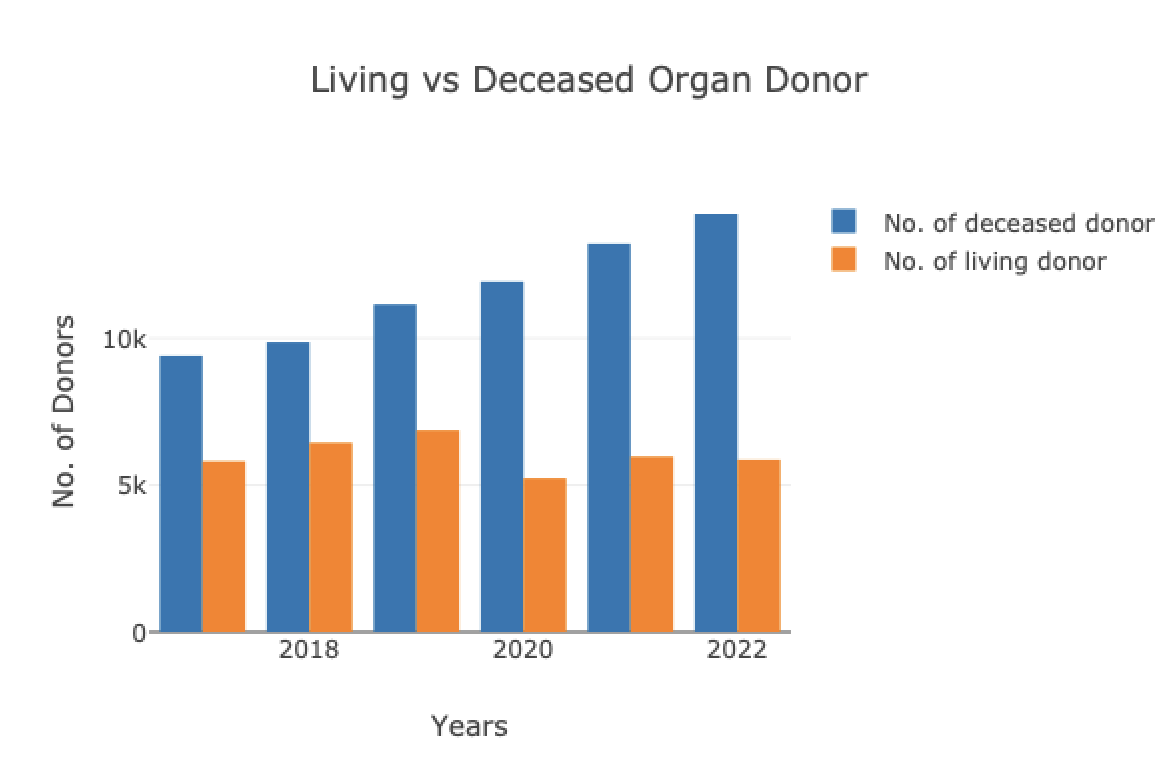 Living vs Deceased Organ Donor
No. of deceased donor
No. of living donor
No. of Donors
10k
5k
0
2018
2020
2022
Years